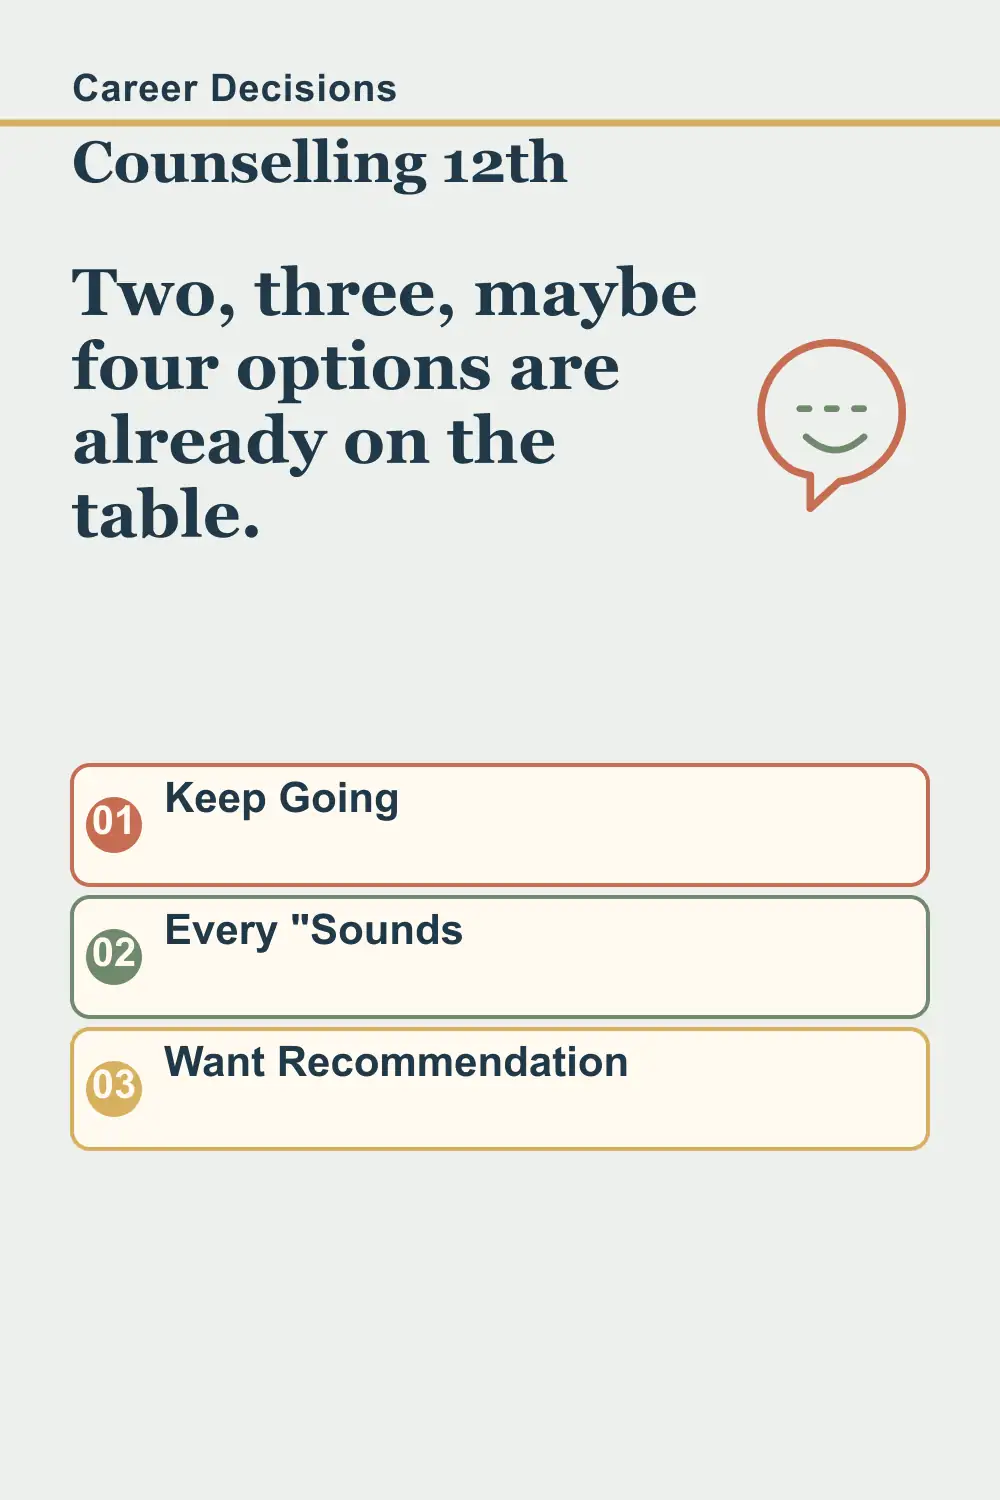 Career Decisions
Counselling 12th
Two, three, maybe
four options are
already on the
table.
01 Keep Going
02 Every "Sounds
03 Want Recommendation